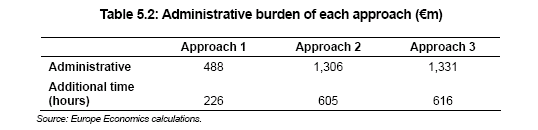 Table 5.2: Administrative burden of each approach (€m)
Approach 1 Approach 2 Approach 3
Administrative 488 1,306 1,331
Additional time
(hours) 226 605 616
Source: Europe Economics calculations.